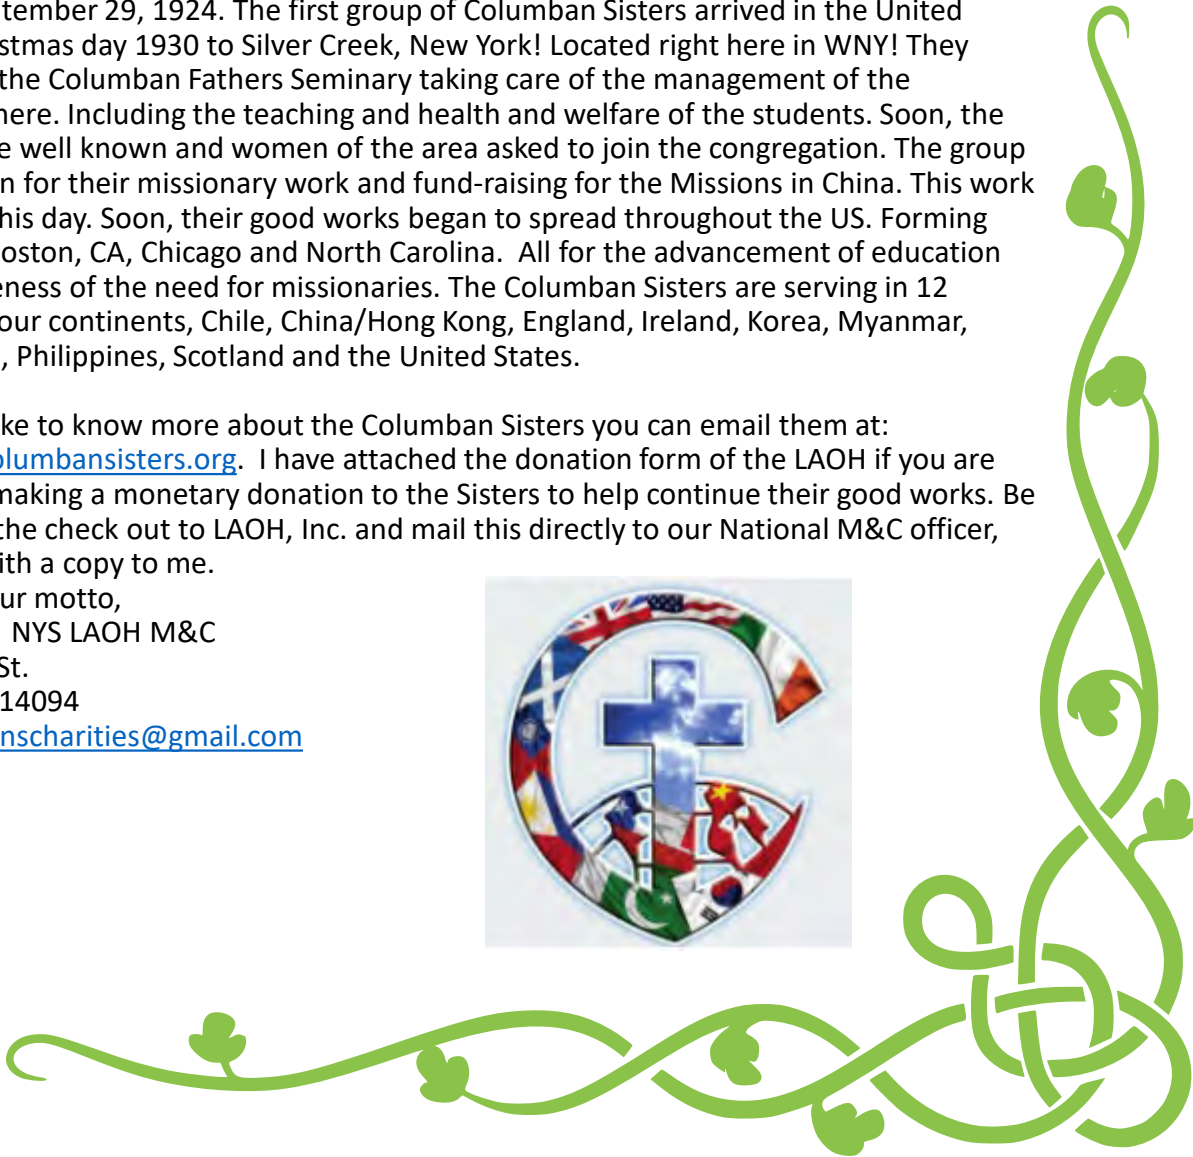 tember 29, 1924. The first group of Columban Sisters arrived in the United
stmas day 1930 to Silver Creek, New York! Located right here in WNY! They
the Columban Fathers Seminary taking care of the management of the
here. Including the teaching and health and welfare of the students. Soon, the
e well known and women of the area asked to join the congregation. The group
n for their missionary work and fund-raising for the Missions in China. This work
his day. Soon, their good works began to spread throughout the US. Forming
oston, CA, Chicago and North Carolina. All for the advancement of education
eness of the need for missionaries. The Columban Sisters are serving in 12
our continents, Chile, China/Hong Kong, England, Ireland, Korea, Myanmar,
, Philippines, Scotland and the United States.
ke to know more about the Columban Sisters you can email them at:
olumbansisters.org. I have attached the donation form of the LAOH if you are
making a monetary donation to the Sisters to help continue their good works. Be
the check out to LAOH, Inc. and mail this directly to our National M&C officer,
ith a copy to me.
ur motto,
NYS LAOH M&C
St.
14094
nscharities@gmail.com